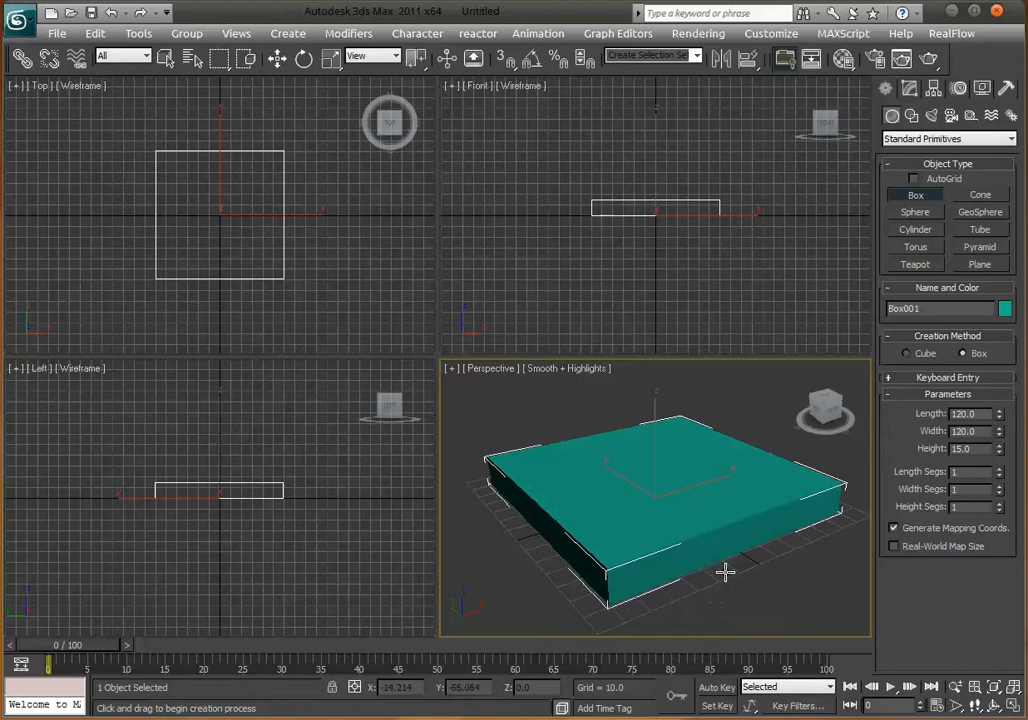 Autodesk 3ds Max 2011 x64 Untitled
Type a keyword or phrase
File Edit Tools Group Views Create Modifiers Character reactor Animation Graph Editors Rendering Customize MAXScript Help RealFlow
All View Create Selection Se
[ + ] [ Top ] [ Wireframe ]
[ + ] [ Front ] [ Wireframe ]
TOP
FRONT
Standard Primitives
- Object Type
AutoGrid
Box Cone
Sphere GeoSphere
Cylinder Tube
Torus Pyramid
Teapot Plane
- Name and Color
Box001
- Creation Method
Cube Box
+ Keyboard Entry
- Parameters
Length: 120.0
Width: 120.0
Height: 15.0
Length Segs: 1
Width Segs: 1
Height Segs: 1
Generate Mapping Coords.
Real-World Map Size
[ + ] [ Left ] [ Wireframe ]
[ + ] [ Perspective ] [ Smooth + Highlights ]
LEFT
< 0 / 100 >
0 5 10 15 20 25 30 35 40 45 50 55 60 65 70 75 80 85 90 95 100
1 Object Selected X: -14.214 Y: -66.064 Z: 0.0 Grid = 10.0 Auto Key Selected
Welcome to M Click and drag to begin creation process Add Time Tag Set Key Key Filters... 0